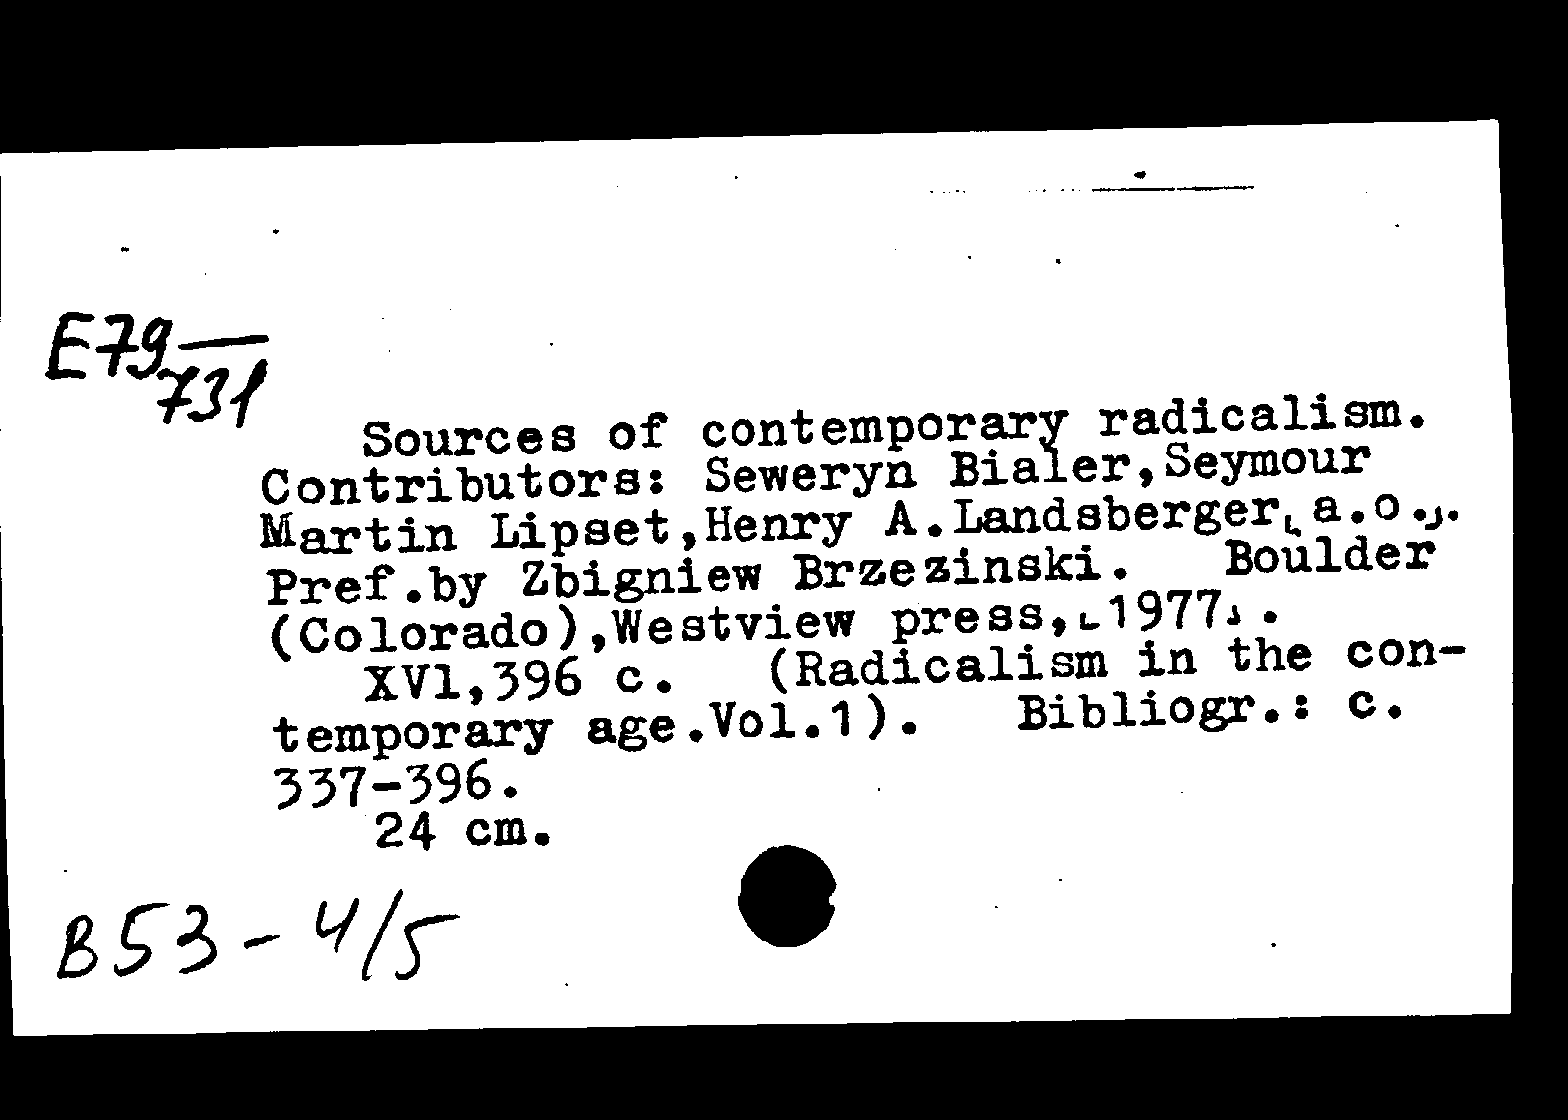 E79
731
Sources of contemporary radicalism.
Contributors: Seweryn Bialer,Seymour
Martin Lipset,Henry A.Landsberger[a.o.].
Pref.by Zbigniew Brzezinski. Boulder
(Colorado),Westview press,[1977].
XVl,396 c. (Radicalism in the con-
temporary age.Vol.1). Bibliogr.: c.
337-396.
24 cm.
B53-4/5